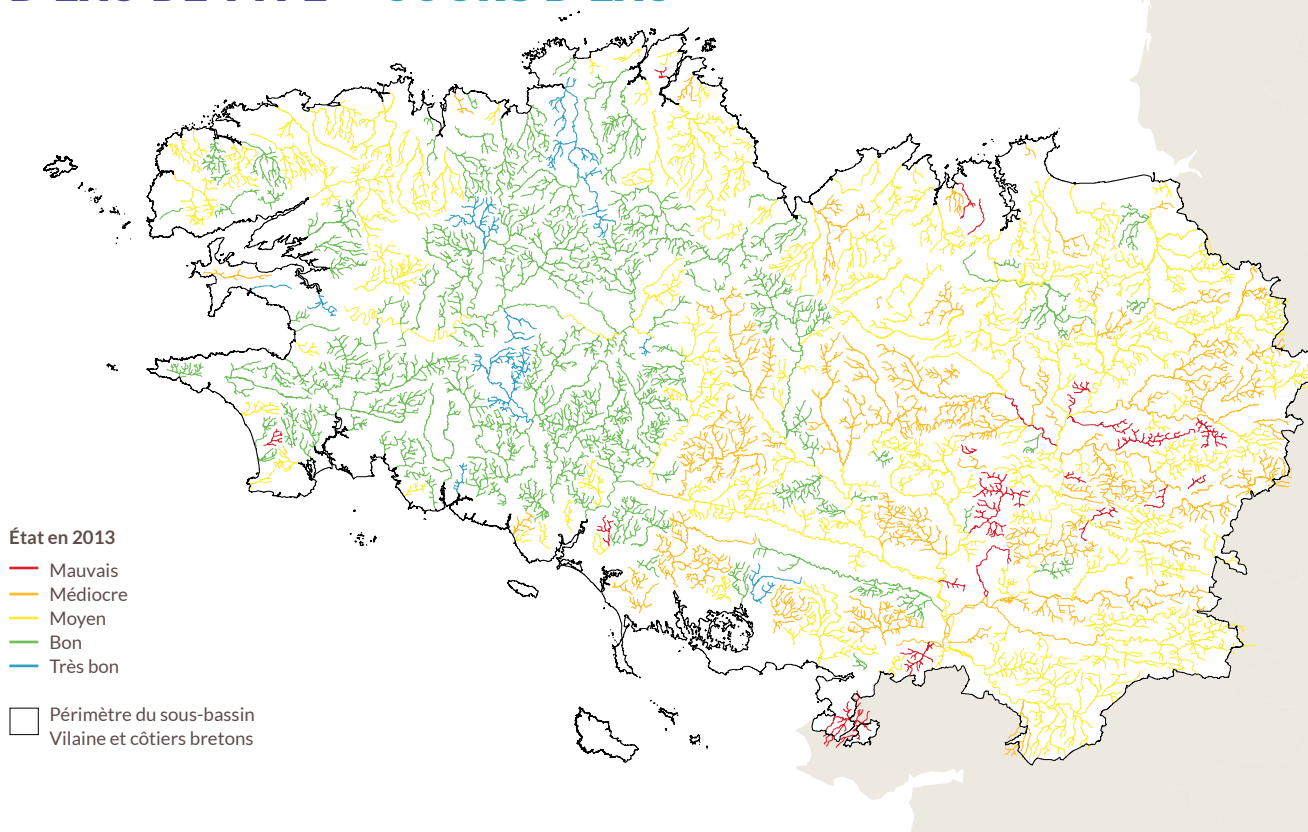 État en 2013
Mauvais
Médiocre
Moyen
Bon
Très bon
Périmètre du sous-bassin
Vilaine et côtiers bretons